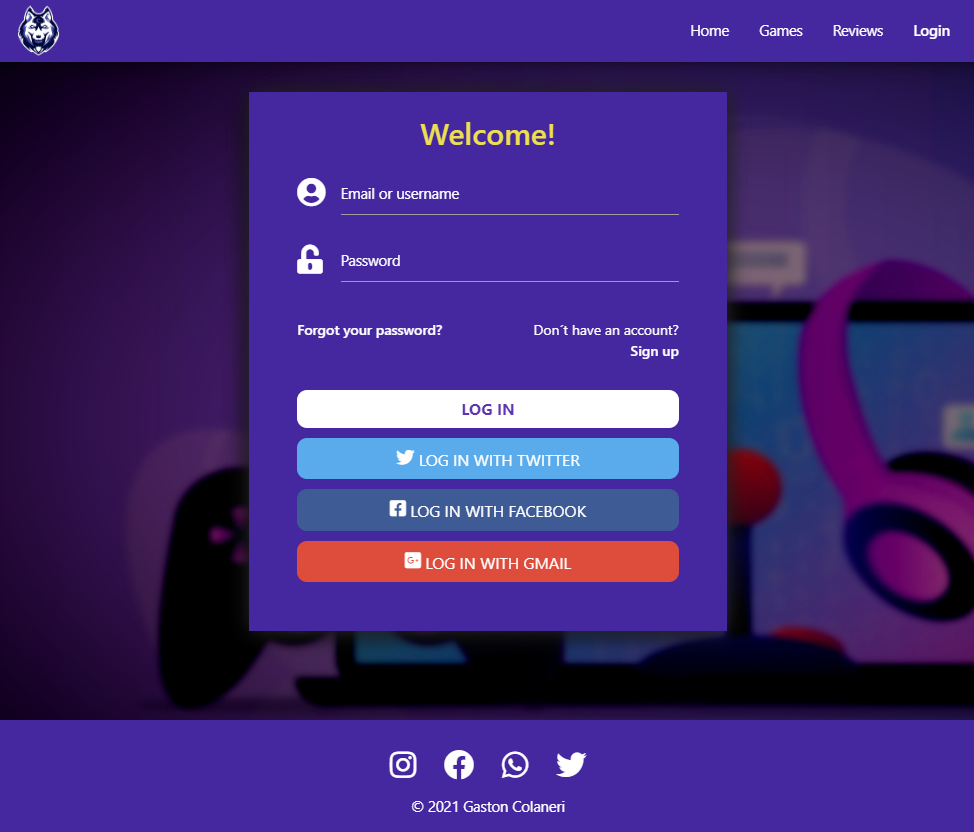 Home Games Reviews Login
Welcome!
Email or username
Password
Forgot your password? Don´t have an account?
Sign up
LOG IN
LOG IN WITH TWITTER
LOG IN WITH FACEBOOK
LOG IN WITH GMAIL
© 2021 Gaston Colaneri